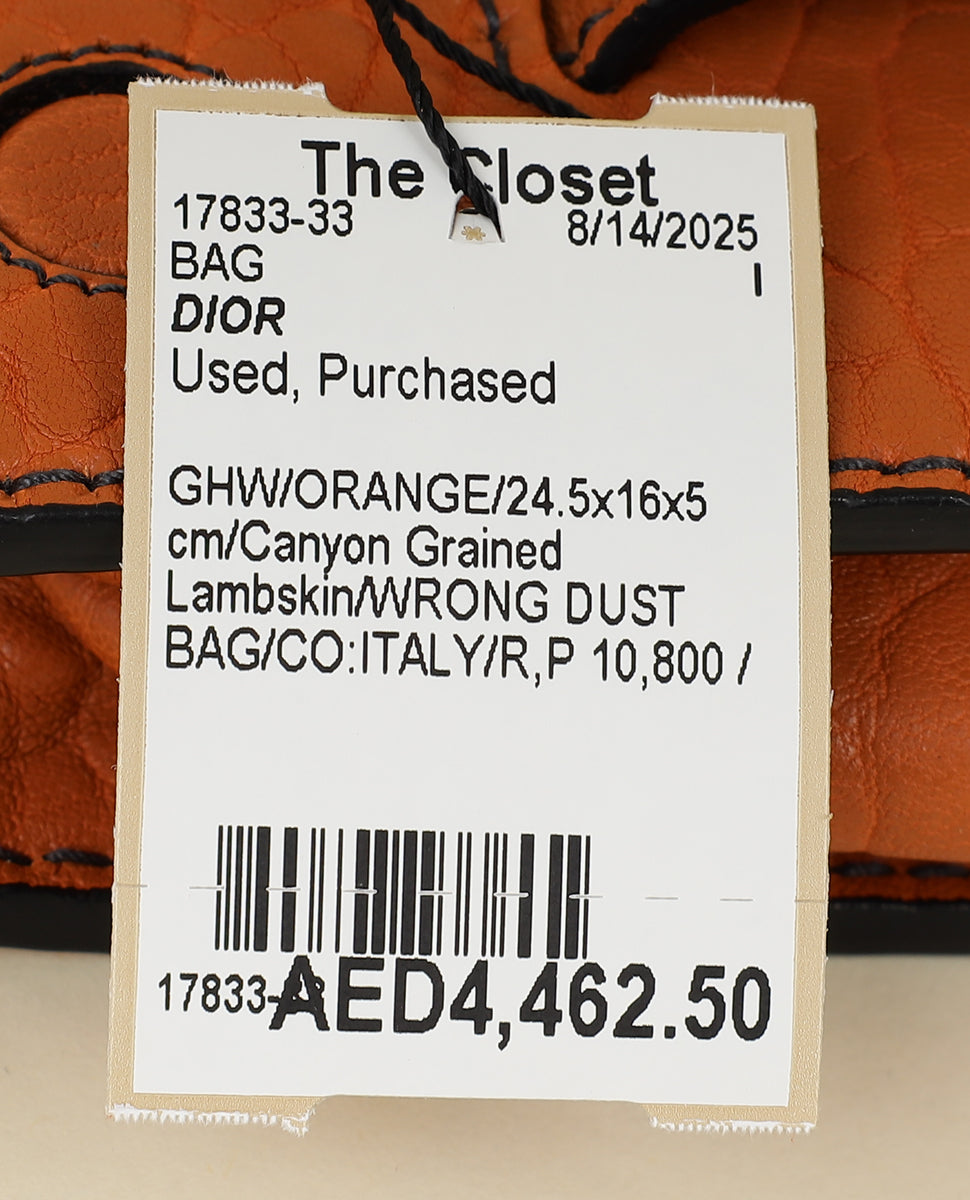 The Closet
17833-33 8/14/2025
BAG I
DIOR
Used, Purchased
GHW/ORANGE/24.5x16x5
cm/Canyon Grained
Lambskin/WRONG DUST
BAG/CO:ITALY/R,P 10,800 /
17833-33 AED4,462.50